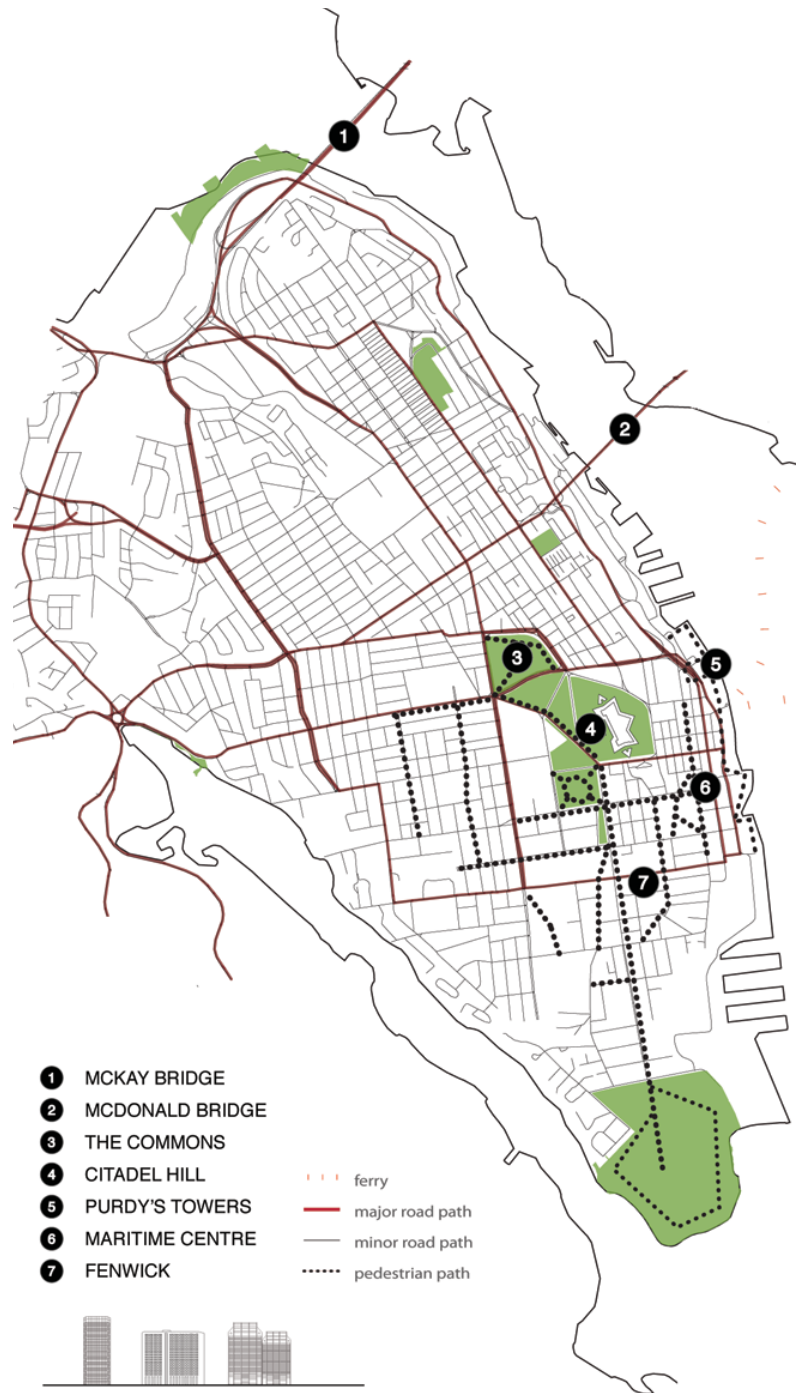 1
2
3
5
4
6
7
1 MCKAY BRIDGE
2 MCDONALD BRIDGE
3 THE COMMONS
4 CITADEL HILL
5 PURDY'S TOWERS
6 MARITIME CENTRE
7 FENWICK
ferry
major road path
minor road path
pedestrian path